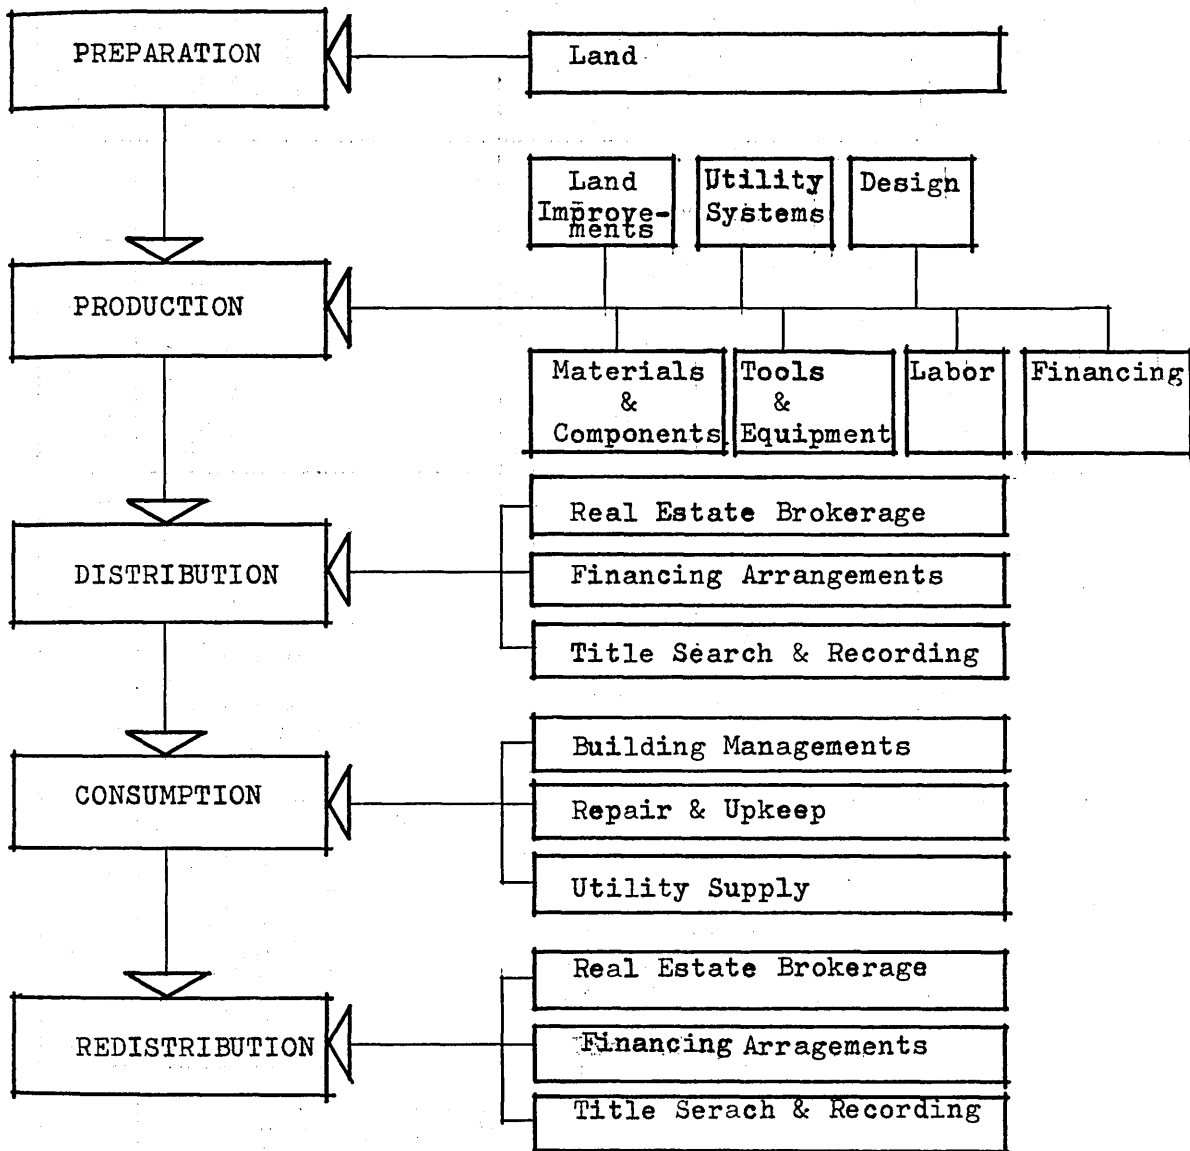 PREPARATION
Land
Land
Improve-
ments
Utility
Systems
Design
PRODUCTION
Materials
&
Components
Tools
&
Equipment
Labor
Financing
DISTRIBUTION
Real Estate Brokerage
Financing Arrangements
Title Search & Recording
CONSUMPTION
Building Managements
Repair & Upkeep
Utility Supply
REDISTRIBUTION
Real Estate Brokerage
Financing Arragements
Title Serach & Recording